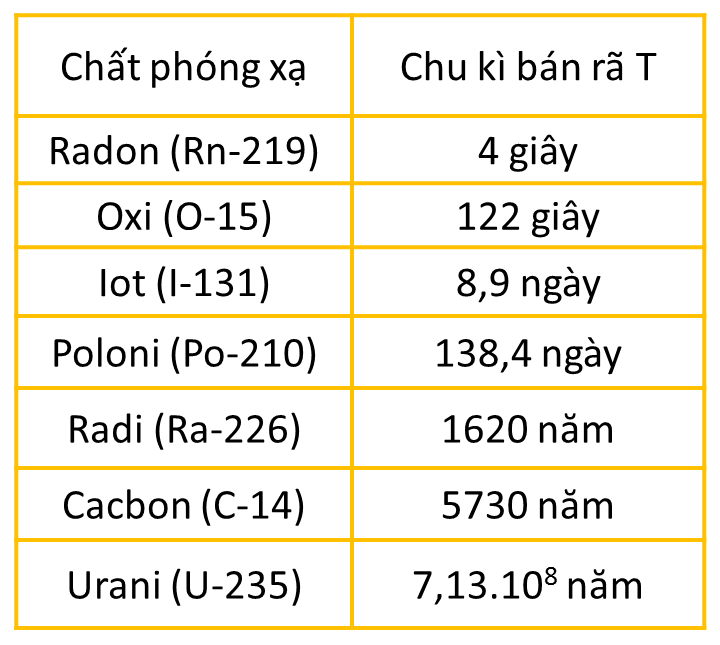 Chất phóng xạ Chu kì bán rã T
Radon (Rn-219) 4 giây
Oxi (O-15) 122 giây
Iot (I-131) 8,9 ngày
Poloni (Po-210) 138,4 ngày
Radi (Ra-226) 1620 năm
Cacbon (C-14) 5730 năm
Urani (U-235) 7,13.10⁸ năm